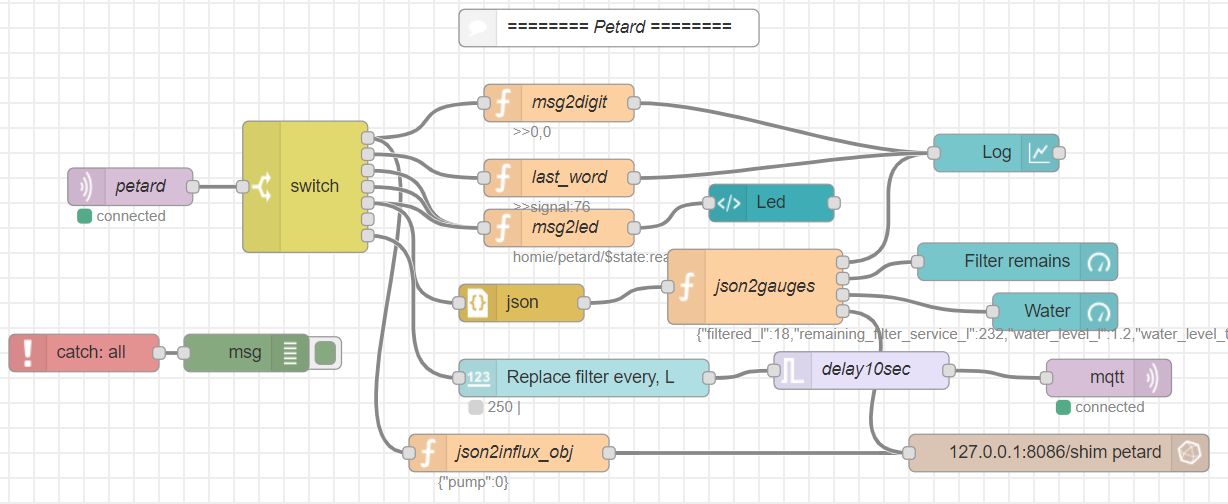 ======== Petard ========
msg2digit
>>0,0
Log
petard
connected
switch
last_word
>>signal:76
</> Led
msg2led
homie/petard/$state:rea
json2gauges
Filter remains
{} json
Water
{"filtered_l":18,"remaining_filter_service_l":232,"water_level_l":1.2,"water_level_t
catch: all
msg
123 Replace filter every, L
250 |
delay10sec
mqtt
connected
json2influx_obj
{"pump":0}
127.0.0.1:8086/shim petard